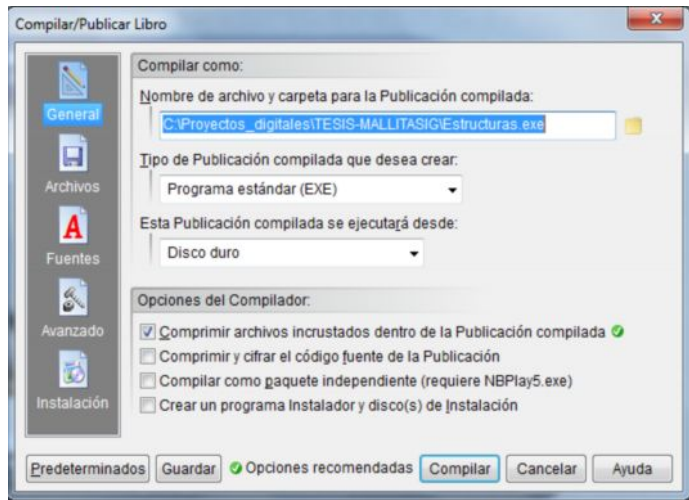 Compilar/Publicar Libro
General
Archivos
Fuentes
Avanzado
Instalación
Compilar como:
Nombre de archivo y carpeta para la Publicación compilada:
C:\Proyectos_digitales\TESIS-MALLITASIG\Estructuras.exe
Tipo de Publicación compilada que desea crear:
Programa estándar (EXE)
Esta Publicación compilada se ejecutará desde:
Disco duro
Opciones del Compilador:
Comprimir archivos incrustados dentro de la Publicación compilada
Comprimir y cifrar el código fuente de la Publicación
Compilar como paquete independiente (requiere NBPlay5.exe)
Crear un programa Instalador y disco(s) de Instalación
Predeterminados Guardar Opciones recomendadas Compilar Cancelar Ayuda